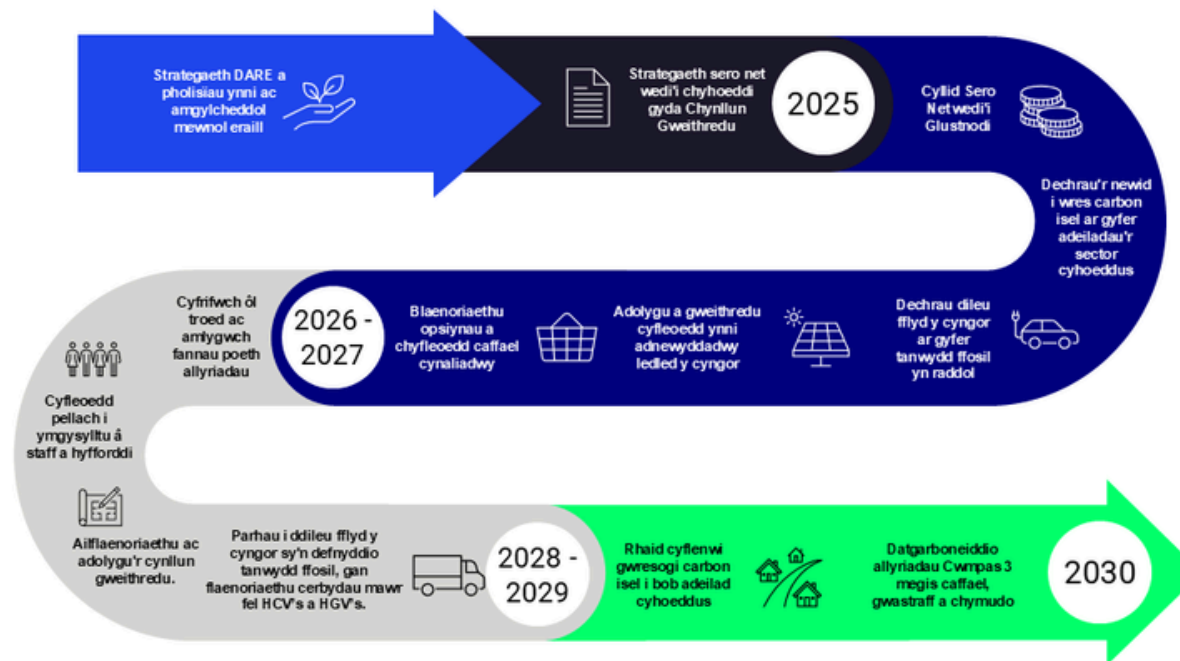 Strategaeth DARE a
pholisïau ynni ac
amgylcheddol
mewnol eraill
Strategaeth sero net
wedi'i chyhoeddi
gyda Chynllun
Gweithredu
2025
Cyllid Sero
Netwedi'i
Glustnodi
Dechrau'r newid
i wres carbon
isel ar gyfer
adeiladau'r
sector
cyhoeddus
Dechrau dileu
fflyd y cyngor
ar gyfer
tanwydd ffosil
yn raddol
Adolygu a gweithredu
cyfleoedd ynni
adnewyddadwy
ledled y cyngor
Blaenoriaethu
opsiynau a
chyfleoedd caffael
cynaliadwy
2026 -
2027
Cyfrifwch ôl
troed ac
amlygwch
fannau poeth
allyriadau
Cyfleoedd
pellach i
ymgysylltu â
staff a hyfforddi
Ailflaenoriaethu ac
adolygu'r cynllun
gweithredu.
Parhau i ddileu fflyd y
cyngor sy'n defnyddio
tanwydd ffosil, gan
flaenoriaethu cerbydau mawr
fel HCV's a HGV's.
2028 -
2029
Rhaid cyflenwi
gwresogi carbon
isel i bob adeilad
cyhoeddus
Datgarboneiddio
allyriadau Cwmpas 3
megis caffael,
gwastraff a chymudo
2030